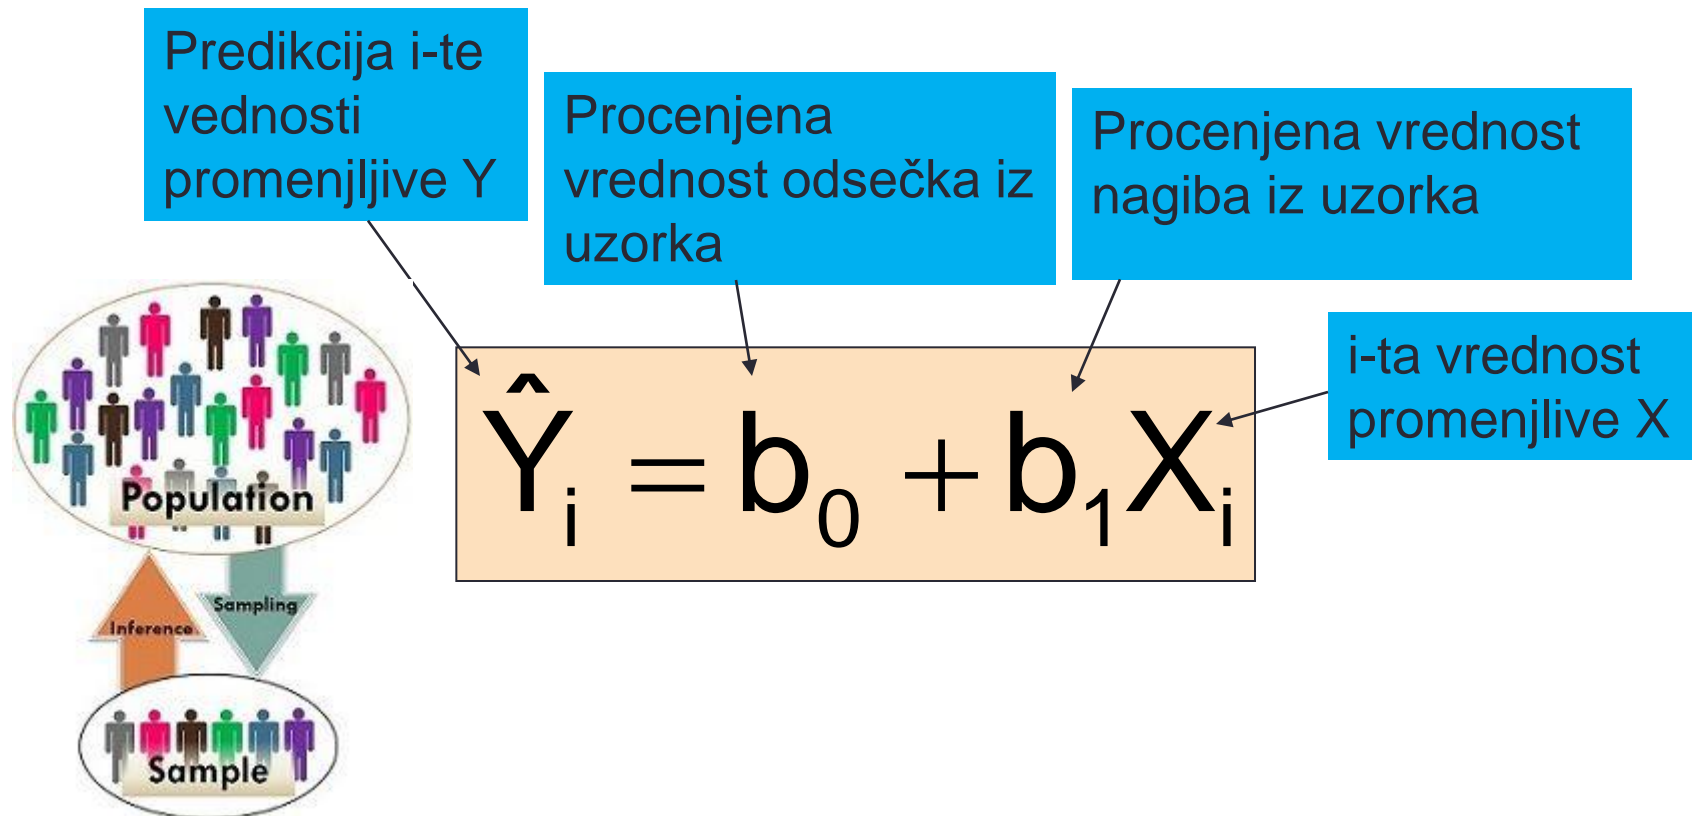 Predikcija i-te
vednosti
promenjljive Y
Procenjena
vrednost odsečka iz
uzorka
Procenjena vrednost
nagiba iz uzorka
i-ta vrednost
promenjlive X
Ŷᵢ = b₀ + b₁Xᵢ
Population
Sampling
Inference
Sample